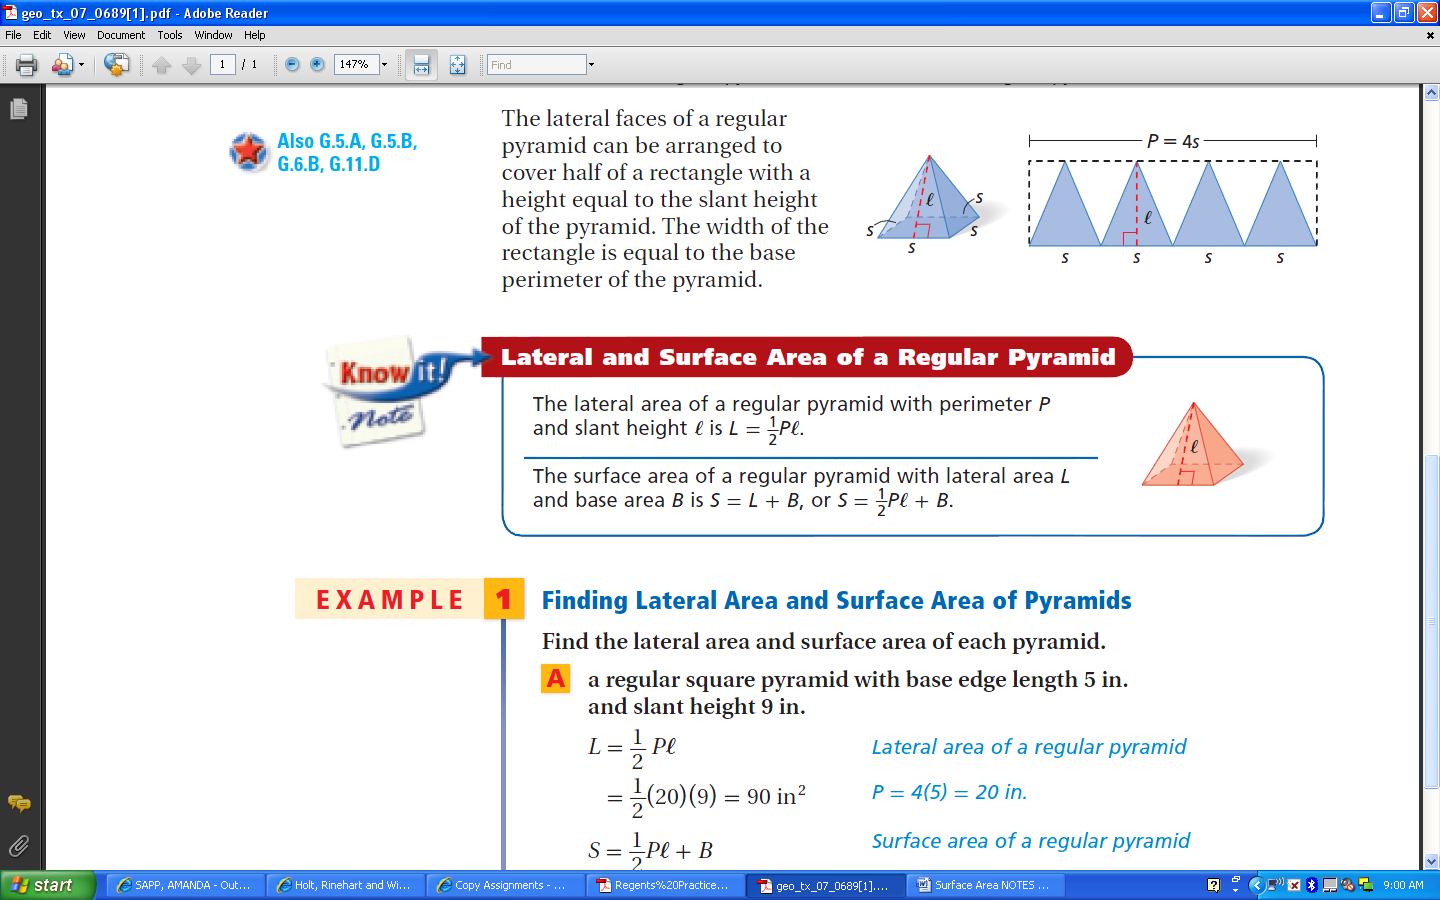 geo_tx_07_0689[1].pdf - Adobe Reader
File Edit View Document Tools Window Help
1 / 1 147% Find
The lateral faces of a regular
pyramid can be arranged to
cover half of a rectangle with a
height equal to the slant height
of the pyramid. The width of the
rectangle is equal to the base
perimeter of the pyramid.
Also G.5.A, G.5.B,
G.6.B, G.11.D
ℓ s s s s
P = 4s
ℓ
s s s s
Know it!
Note
Lateral and Surface Area of a Regular Pyramid
The lateral area of a regular pyramid with perimeter P
and slant height ℓ is L = 1/2 Pℓ.
The surface area of a regular pyramid with lateral area L
and base area B is S = L + B, or S = 1/2 Pℓ + B.
ℓ
EXAMPLE 1 Finding Lateral Area and Surface Area of Pyramids
Find the lateral area and surface area of each pyramid.
A a regular square pyramid with base edge length 5 in.
and slant height 9 in.
L = 1/2 Pℓ Lateral area of a regular pyramid
= 1/2(20)(9) = 90 in² P = 4(5) = 20 in.
S = 1/2 Pℓ + B Surface area of a regular pyramid
start SAPP, AMANDA - Out... Holt, Rinehart and Wi... Copy Assignments - ... Regents%20Practice... geo_tx_07_0689[1].... Surface Area NOTES ... 9:00 AM